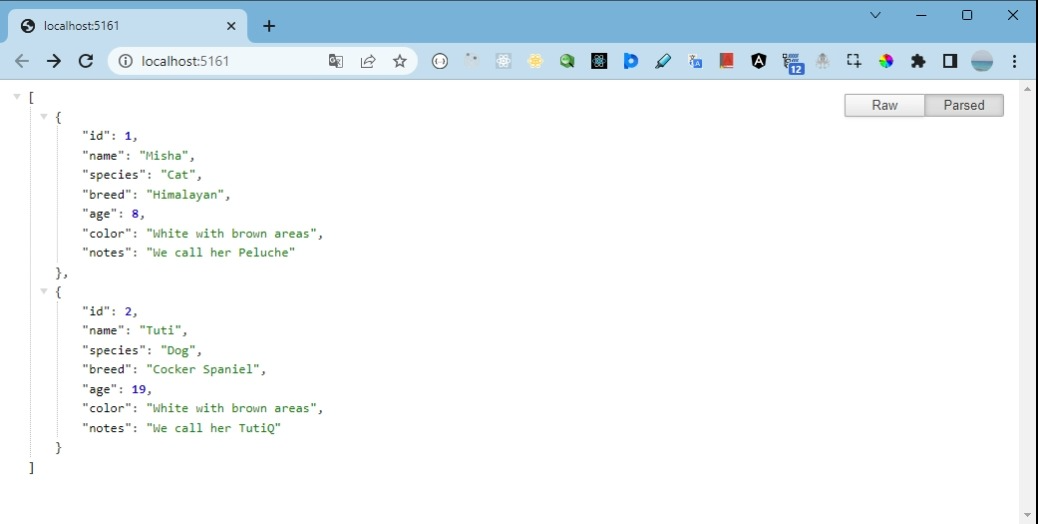 localhost:5161
localhost:5161
12
Raw
Parsed
[
{
"id": 1,
"name": "Misha",
"species": "Cat",
"breed": "Himalayan",
"age": 8,
"color": "White with brown areas",
"notes": "We call her Peluche"
},
{
"id": 2,
"name": "Tuti",
"species": "Dog",
"breed": "Cocker Spaniel",
"age": 19,
"color": "White with brown areas",
"notes": "We call her TutiQ"
}
]